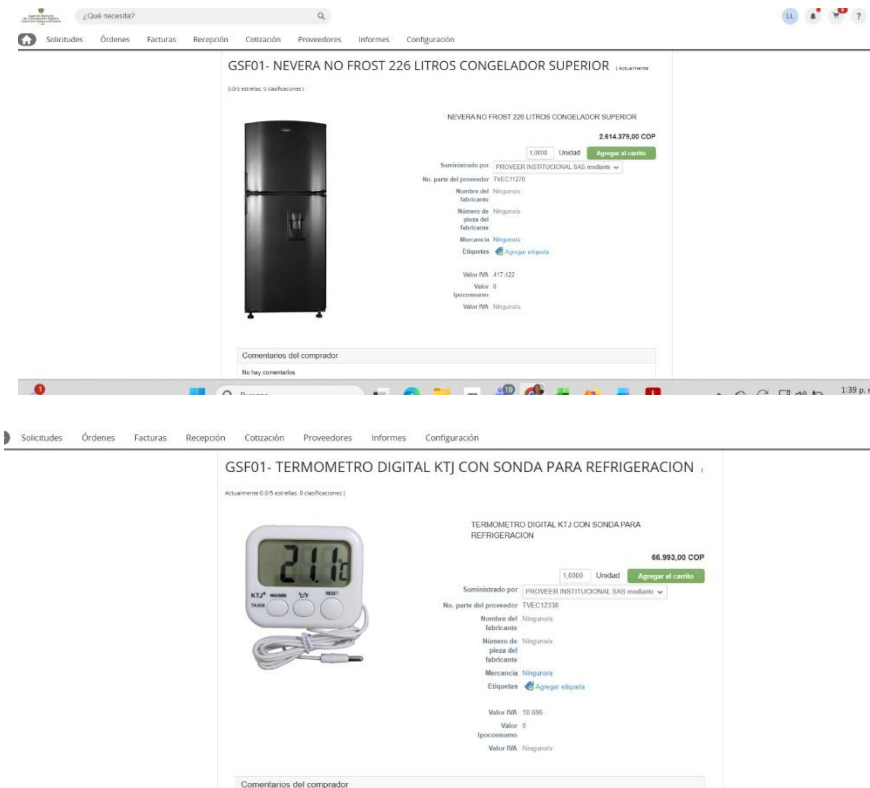 ¿Qué necesita?
LL
?
Solicitudes Órdenes Facturas Recepción Cotización Proveedores Informes Configuración
GSF01- NEVERA NO FROST 226 LITROS CONGELADOR SUPERIOR ( Actualmente
0.0/5 estrellas. 0 clasificaciones )
NEVERA NO FROST 226 LITROS CONGELADOR SUPERIOR
2.614.379,00 COP
1,0000 Unidad Agregar al carrito
Suministrado por PROVEER INSTITUCIONAL SAS mediante
No. parte del proveedor TVEC11270
Nombre del Ninguno/a
fabricante
Número de Ninguno/a
pieza del
fabricante
Mercancía Ninguno/a
Etiquetas Agregar etiqueta
Valor IVA 417.422
Valor 0
Ipoconsumo
Valor IVA Ninguno/a
Comentarios del comprador
No hay comentarios.
1
19
1:39 p.
Solicitudes Órdenes Facturas Recepción Cotización Proveedores Informes Configuración
GSF01- TERMOMETRO DIGITAL KTJ CON SONDA PARA REFRIGERACION (
Actualmente 0.0/5 estrellas. 0 clasificaciones )
TERMOMETRO DIGITAL KTJ CON SONDA PARA
REFRIGERACION
66.993,00 COP
1,0000 Unidad Agregar al carrito
Suministrado por PROVEER INSTITUCIONAL SAS mediante
No. parte del proveedor TVEC12338
Nombre del Ninguno/a
fabricante
Número de Ninguno/a
pieza del
fabricante
Mercancía Ninguno/a
Etiquetas Agregar etiqueta
Valor IVA 10.696
Valor 0
Ipoconsumo
Valor IVA Ninguno/a
21.1°c
KTJ MAX/MIN °C/°F RESET
Comentarios del comprador